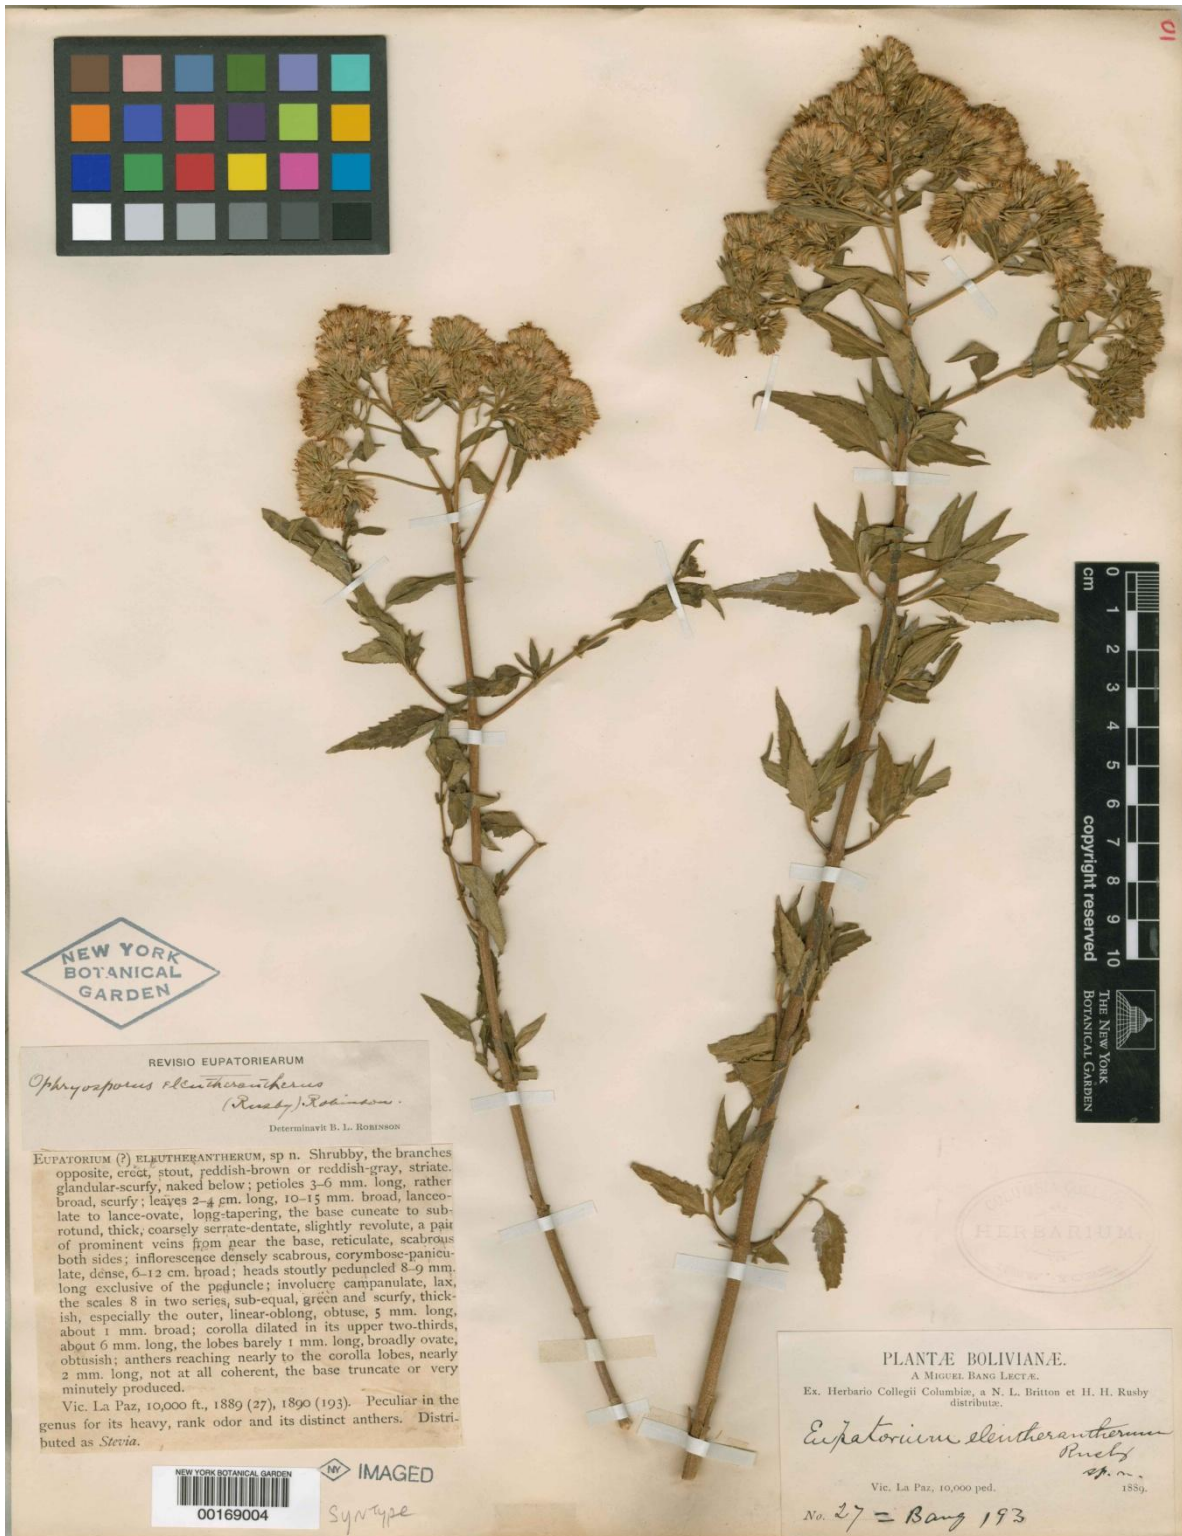 10
NEW YORK
BOTANICAL
GARDEN
REVISIO EUPATORIEARUM
Ophryosporus eleutherantherus
(Rusby) Robinson.
Determinavit B. L. ROBINSON
EUPATORIUM (?) ELEUTHERANTHERUM, sp n. Shrubby, the branches
opposite, erect, stout, reddish-brown or reddish-gray, striate.
glandular-scurfy, naked below; petioles 3–6 mm. long, rather
broad, scurfy; leaves 2–4 cm. long, 10–15 mm. broad, lanceo-
late to lance-ovate, long-tapering, the base cuneate to sub-
rotund, thick, coarsely serrate-dentate, slightly revolute, a pair
of prominent veins from near the base, reticulate, scabrous
both sides; inflorescence densely scabrous, corymbose-panicu-
late, dense, 6–12 cm. broad; heads stoutly peduncled 8–9 mm.
long exclusive of the peduncle; involucre campanulate, lax,
the scales 8 in two series, sub-equal, green and scurfy, thick-
ish, especially the outer, linear-oblong, obtuse, 5 mm. long,
about 1 mm. broad; corolla dilated in its upper two-thirds,
about 6 mm. long, the lobes barely 1 mm. long, broadly ovate,
obtusish; anthers reaching nearly to the corolla lobes, nearly
2 mm. long, not at all coherent, the base truncate or very
minutely produced.
Vic. La Paz, 10,000 ft., 1889 (27), 1890 (193). Peculiar in the
genus for its heavy, rank odor and its distinct anthers. Distri-
buted as Stevia.
NEW YORK BOTANICAL GARDEN
00169004
NY IMAGED
Syntype
0 1 2 3 4 5 6 7 8 9 10
cm
copyright reserved
THE NEW YORK
BOTANICAL GARDEN
HERBARIUM
PLANTÆ BOLIVIANÆ.
A MIGUEL BANG LECTÆ.
Ex. Herbario Collegii Columbiæ, a N. L. Britton et H. H. Rusby
distributæ.
Eupatorium eleutherantherum
Rusby
sp. n.
Vic. La Paz, 10,000 ped. 1889.
No. 27 = Bang 193